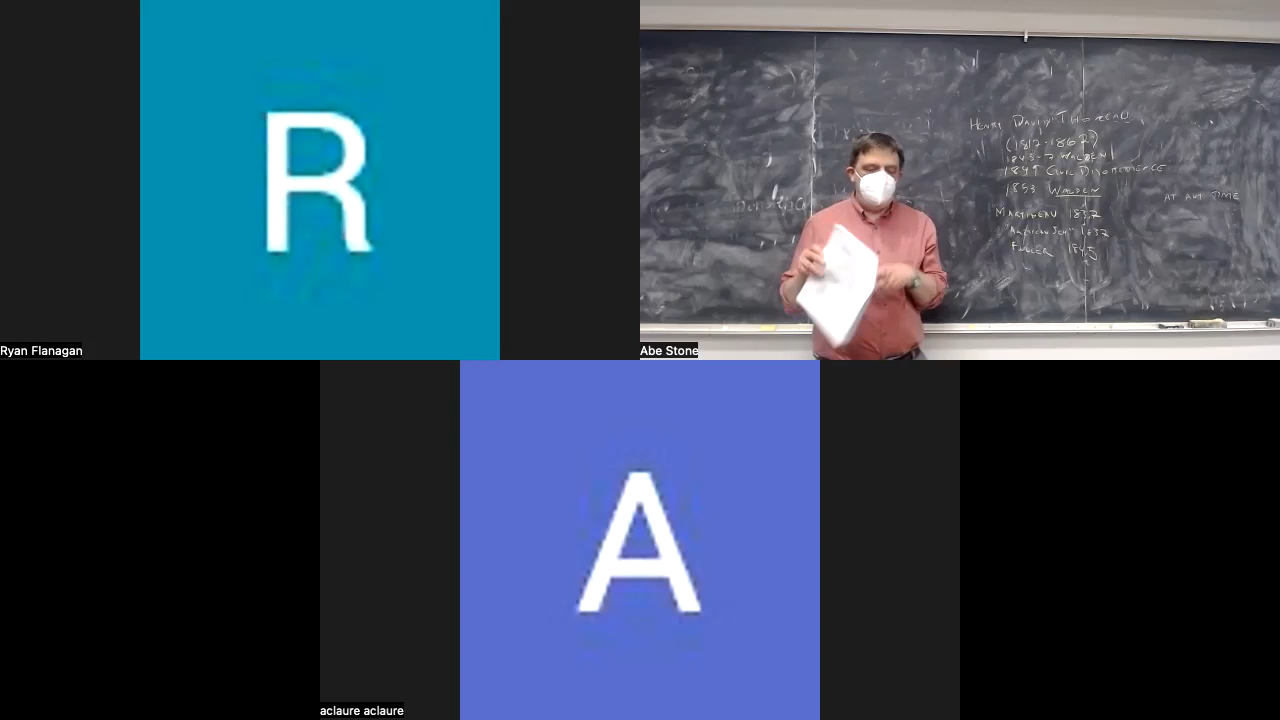 R
Ryan Flanagan
HENRY DAVID THOREAU
(1817-1862)
1845-7 WALDEN
1849 CIVIL DISOBEDIENCE
1853 WALDEN
AT ANY TIME
MARTINEAU 1837
"AMERICAN SCH" 1837
FULLER 1845
Abe Stone
A
aclaure aclaure